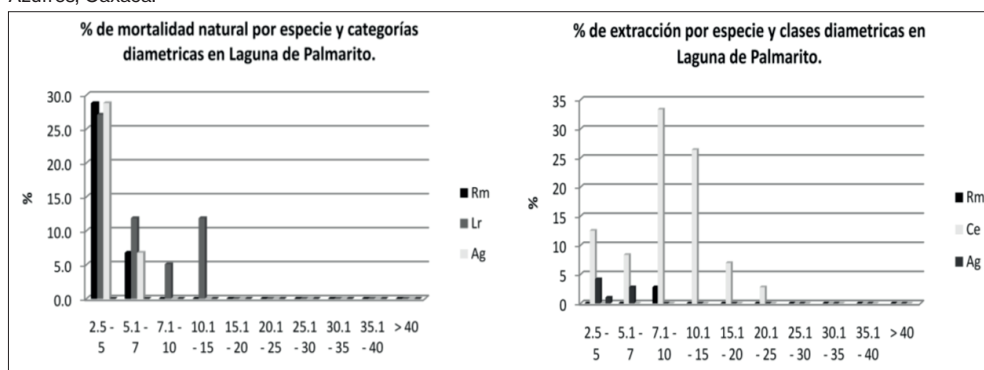 Azufres, Oaxaca.
% de mortalidad natural por especie y categorías
diametricas en Laguna de Palmarito.
30.0
25.0
20.0
15.0
10.0
5.0
0.0
%
2.5 - 5.1 - 7.1 - 10.1 15.1 20.1 25.1 30.1 35.1 > 40
5 7 10 - 15 - 20 - 25 - 30 - 35 - 40
Rm
Lr
Ag
% de extracción por especie y clases diametricas en
Laguna de Palmarito.
35
30
25
20
15
10
5
0
%
2.5 - 5.1 - 7.1 - 10.1 15.1 20.1 25.1 30.1 35.1 > 40
5 7 10 - 15 - 20 - 25 - 30 - 35 - 40
Rm
Ce
Ag